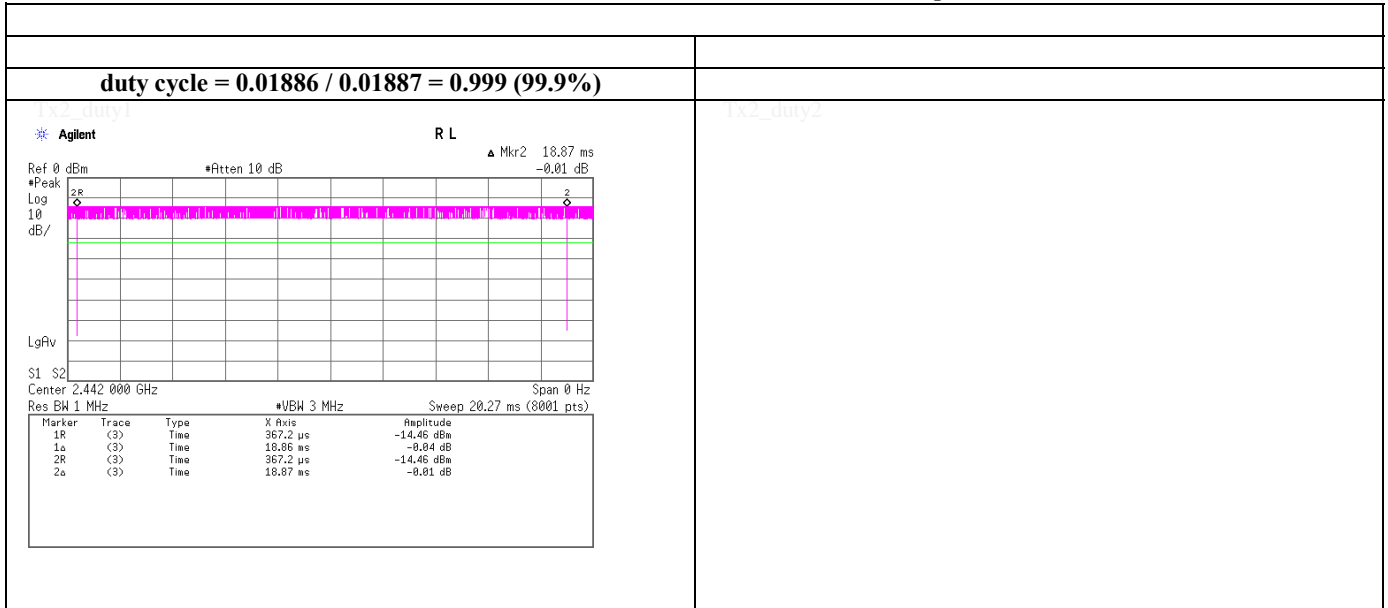 duty cycle = 0.01886 / 0.01887 = 0.999 (99.9%)
Tx2_duty1
Tx2_duty2
Agilent R L
Δ Mkr2 18.87 ms
Ref 0 dBm #Atten 10 dB -0.01 dB
#Peak
Log
10
dB/
2R
2
LgAv
S1 S2
Center 2.442 000 GHz Span 0 Hz
Res BW 1 MHz #VBW 3 MHz Sweep 20.27 ms (8001 pts)
Marker Trace Type X Axis Amplitude
1R (3) Time 367.2 µs -14.46 dBm
1Δ (3) Time 18.86 ms -0.04 dB
2R (3) Time 367.2 µs -14.46 dBm
2Δ (3) Time 18.87 ms -0.01 dB